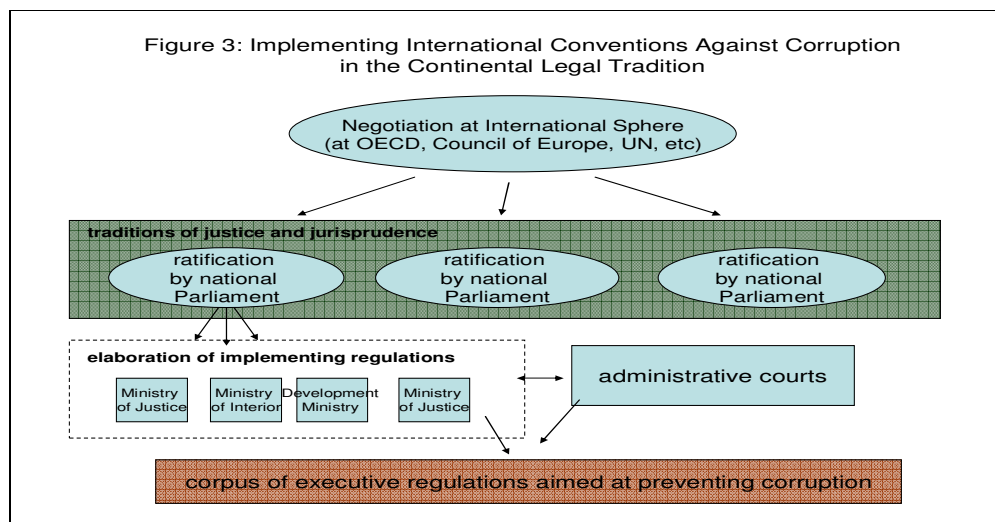 Figure 3: Implementing International Conventions Against Corruption
in the Continental Legal Tradition
Negotiation at International Sphere
(at OECD, Council of Europe, UN, etc)
traditions of justice and jurisprudence
ratification
by national
Parliament
ratification
by national
Parliament
ratification
by national
Parliament
elaboration of implementing regulations
Ministry
of Justice
Ministry
of Interior
Development
Ministry
Ministry
of Justice
administrative courts
corpus of executive regulations aimed at preventing corruption